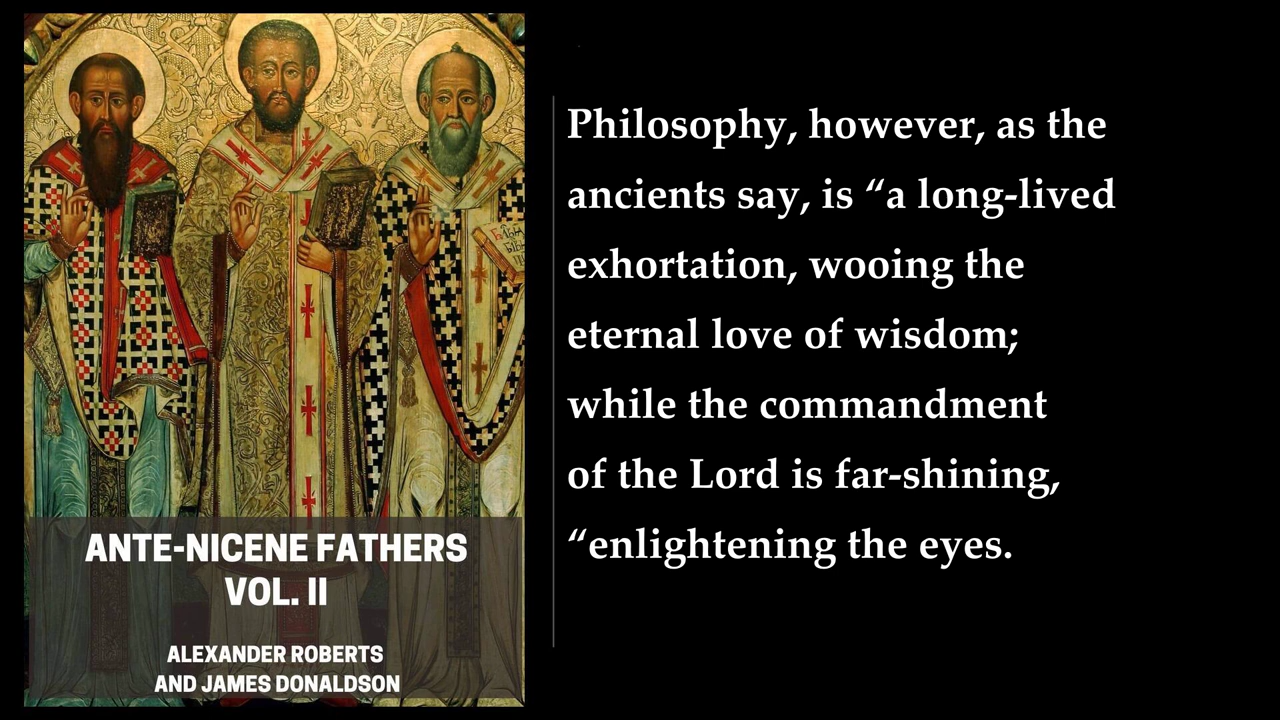 Philosophy, however, as the
ancients say, is “a long-lived
exhortation, wooing the
eternal love of wisdom;
while the commandment
of the Lord is far-shining,
“enlightening the eyes.
ANTE-NICENE FATHERS
VOL. II
ALEXANDER ROBERTS
AND JAMES DONALDSON